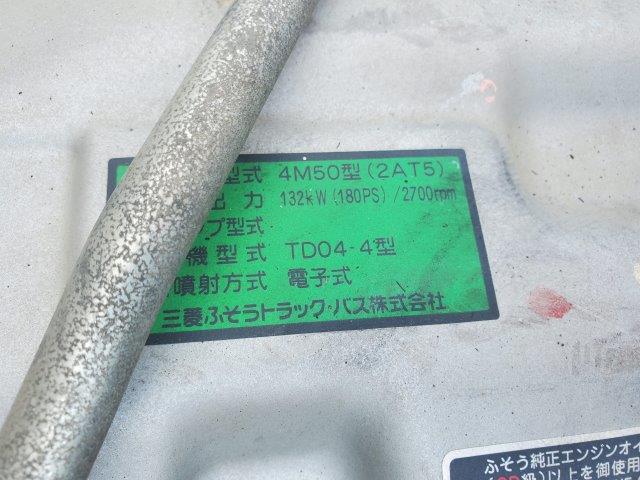 型式 4M50型(2AT5)
出力 132kW(180PS)/2700rpm
プ型式
機型式 TD04-4型
噴射方式 電子式
三菱ふそうトラック・バス株式会社
ふそう純正エンジンオイ
級)以上を御使用